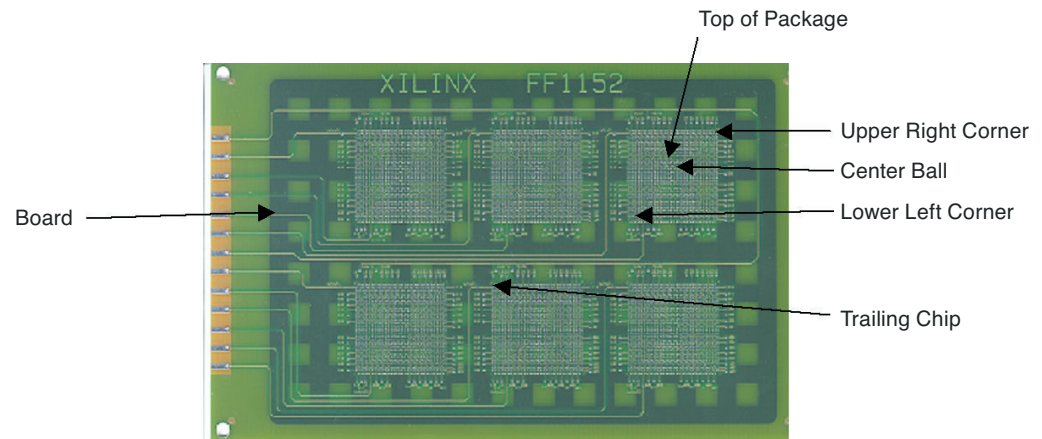 Top of Package
XILINX FF1152
Upper Right Corner
Center Ball
Lower Left Corner
Board
Trailing Chip